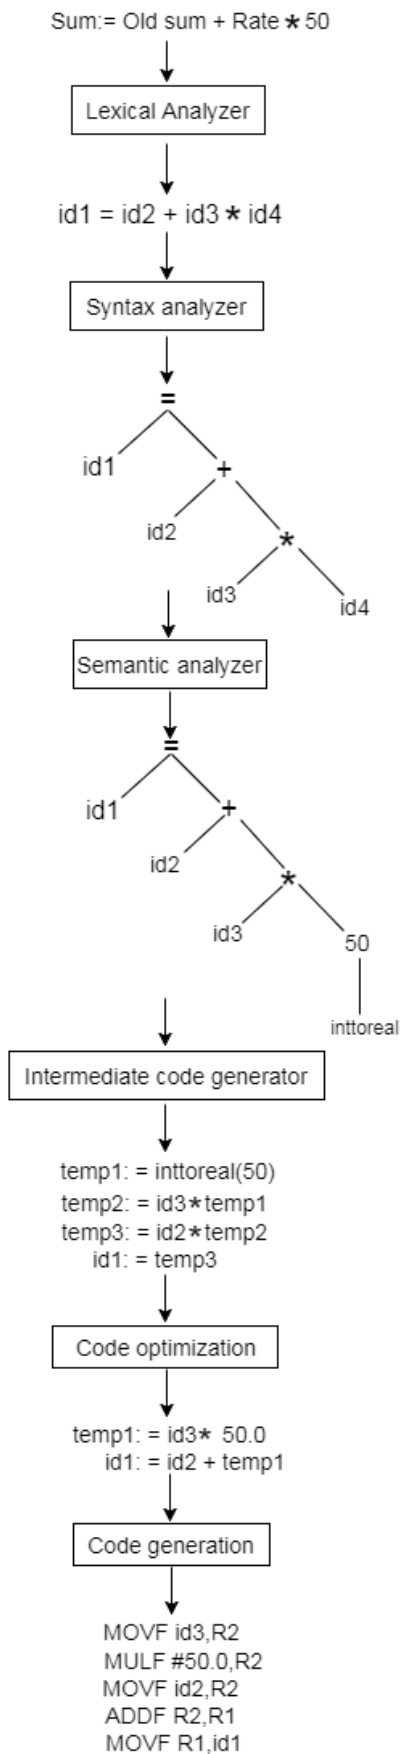 Sum:= Old sum + Rate * 50
Lexical Analyzer
id1 = id2 + id3 * id4
Syntax analyzer
=
id1
+
id2
*
id3
id4
Semantic analyzer
=
id1
+
id2
*
id3
50
inttoreal
Intermediate code generator
temp1: = inttoreal(50)
temp2: = id3*temp1
temp3: = id2*temp2
id1: = temp3
Code optimization
temp1: = id3* 50.0
id1: = id2 + temp1
Code generation
MOVF id3,R2
MULF #50.0,R2
MOVF id2,R2
ADDF R2,R1
MOVF R1,id1